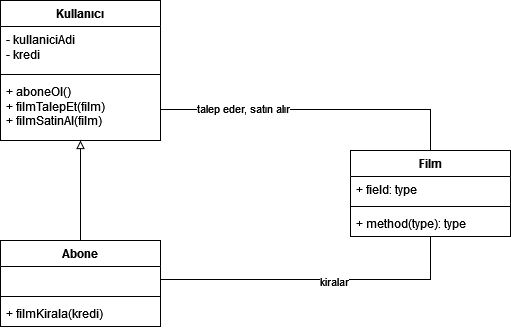 Kullanıcı
- kullaniciAdi
- kredi
+ aboneOl()
+ filmTalepEt(film)
+ filmSatinAl(film)
talep eder, satın alır
Film
+ field: type
+ method(type): type
Abone
+ filmKirala(kredi)
kiralar